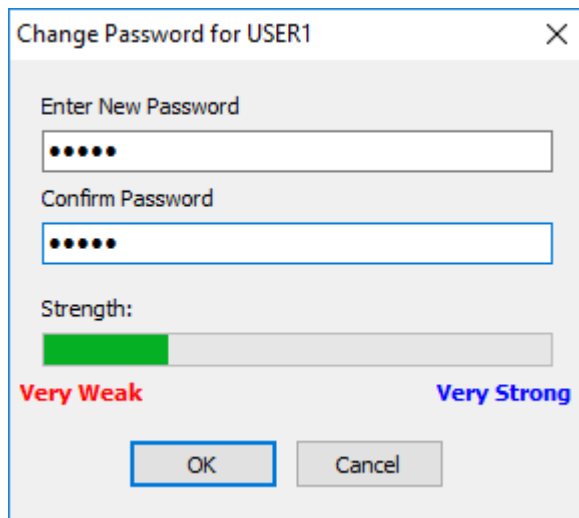 Change Password for USER1
Enter New Password
•••••
Confirm Password
•••••
Strength:
Very Weak Very Strong
OK Cancel